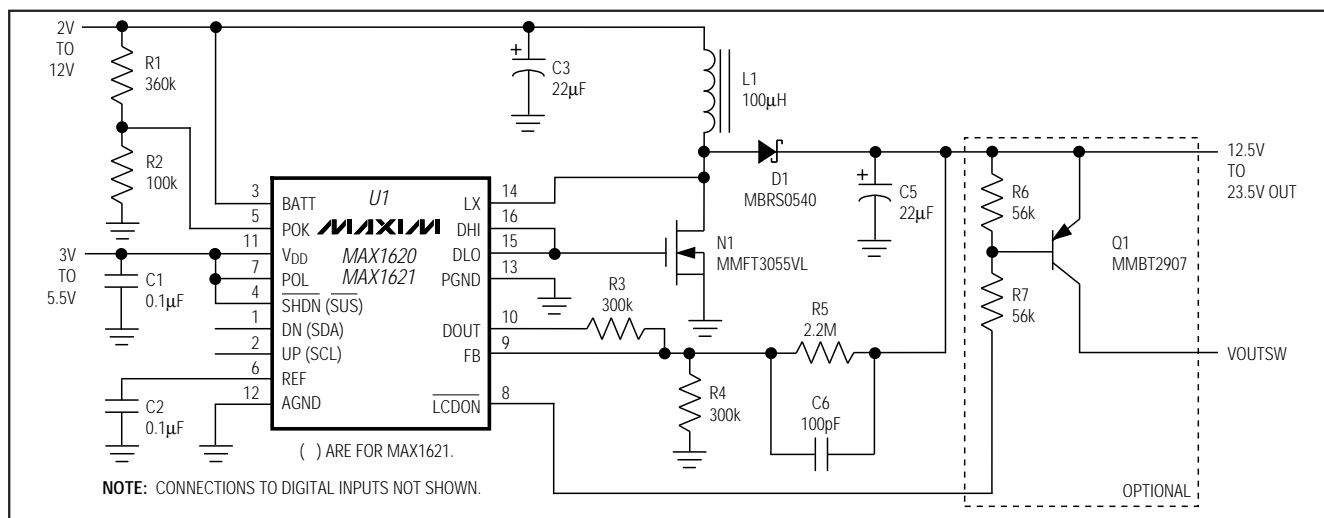 2V
TO
12V
R1
360k
R2
100k
3V
TO
5.5V
C1
0.1µF
C2
0.1µF
C3
22µF
L1
100µH
3
5
11
7
4
1
2
6
12
U1
MAXIM
MAX1620
MAX1621
BATT
POK
VDD
POL
SHDN (SUS)
DN (SDA)
UP (SCL)
REF
AGND
LX
DHI
DLO
PGND
DOUT
FB
LCDON
14
16
15
13
10
9
8
N1
MMFT3055VL
D1
MBRS0540
C5
22µF
R3
300k
R4
300k
R5
2.2M
C6
100pF
R6
56k
R7
56k
Q1
MMBT2907
12.5V
TO
23.5V OUT
VOUTSW
OPTIONAL
( ) ARE FOR MAX1621.
NOTE: CONNECTIONS TO DIGITAL INPUTS NOT SHOWN.